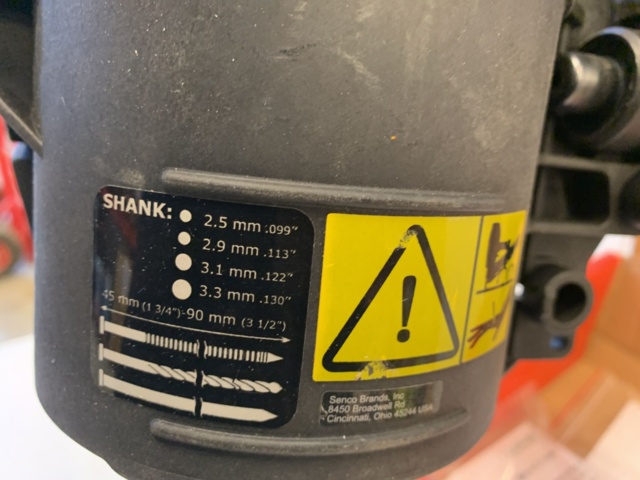 SHANK:
2.5 mm .099"
2.9 mm .113"
3.1 mm .122"
3.3 mm .130"
45 mm (1 3/4")-90 mm (3 1/2")
Senco Brands, Inc
8450 Broadwell Rd
Cincinnati, Ohio 45244 USA